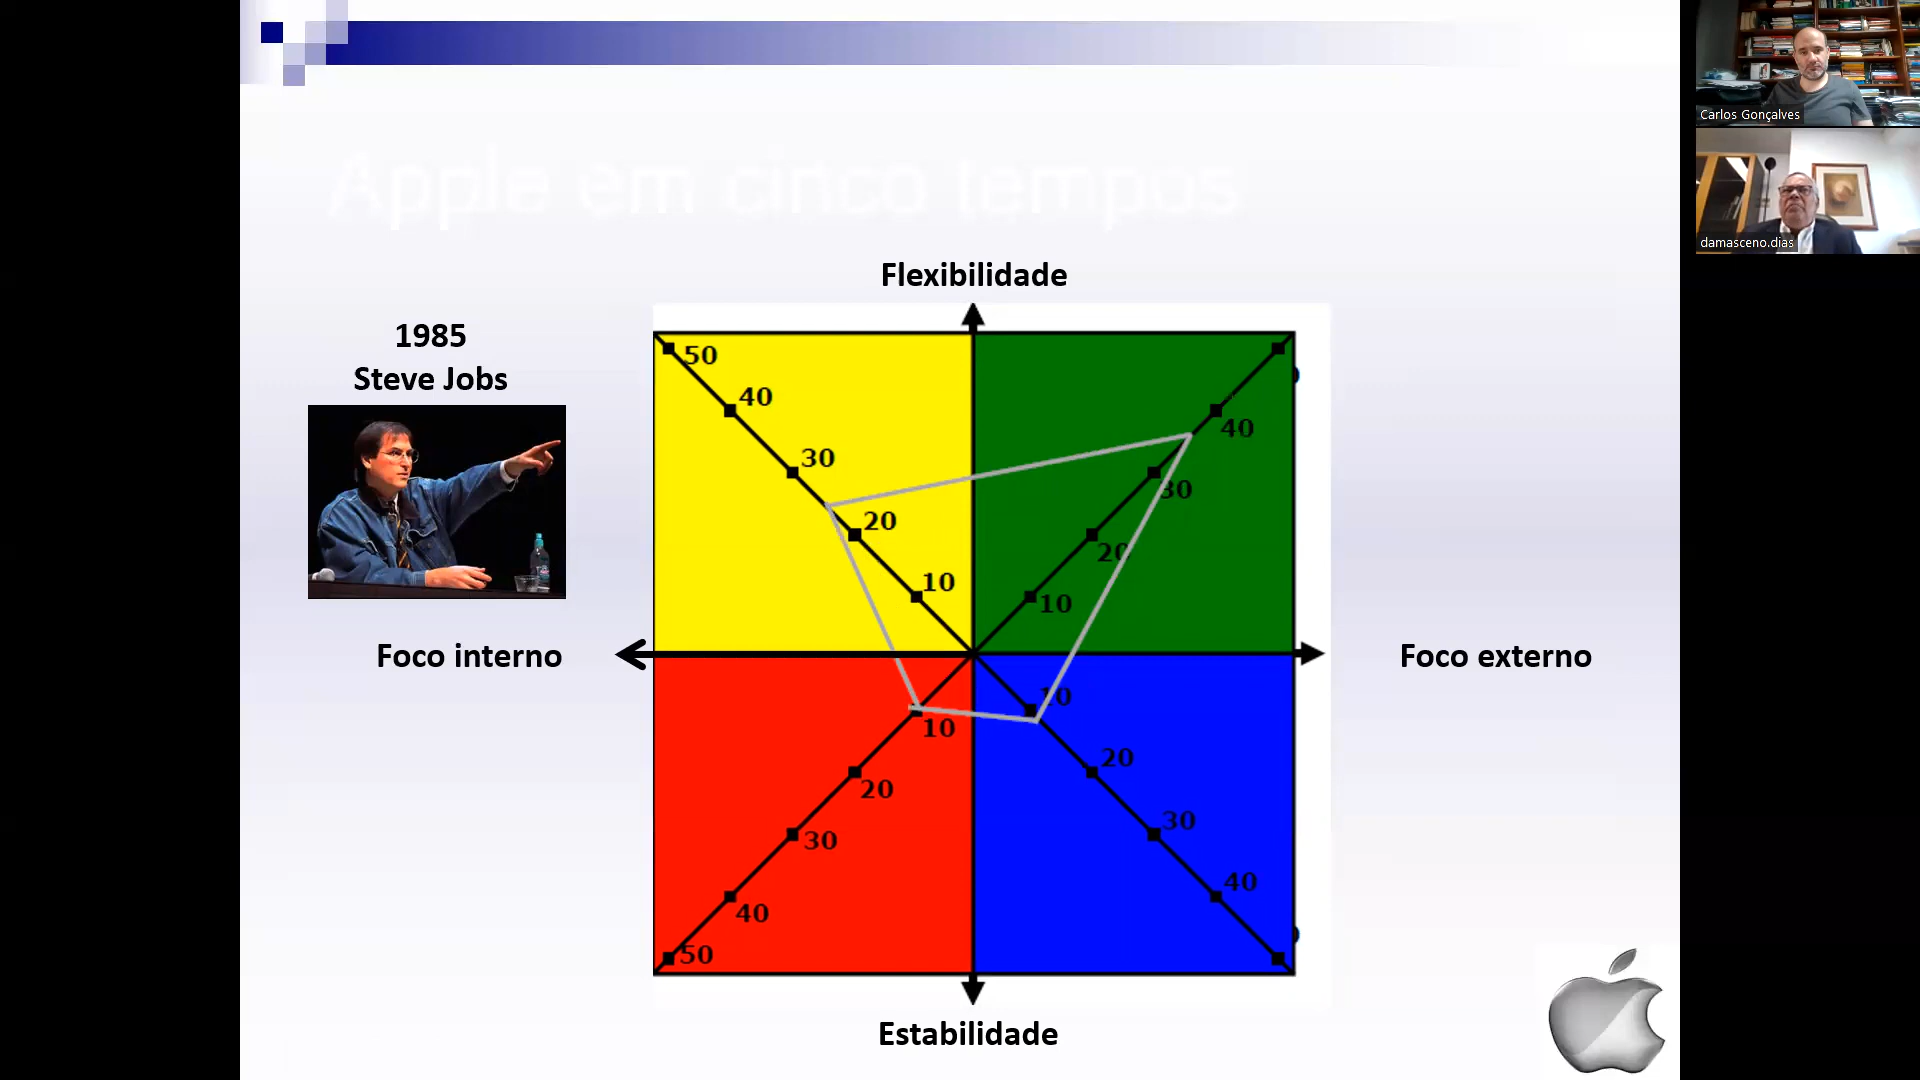 Apple em cinco tempos
Flexibilidade
1985
Steve Jobs
Foco interno
Foco externo
Estabilidade
50
40
30
20
10
40
30
20
10
10
20
30
40
50
10
20
30
40
Carlos Gonçalves
damasceno.dias